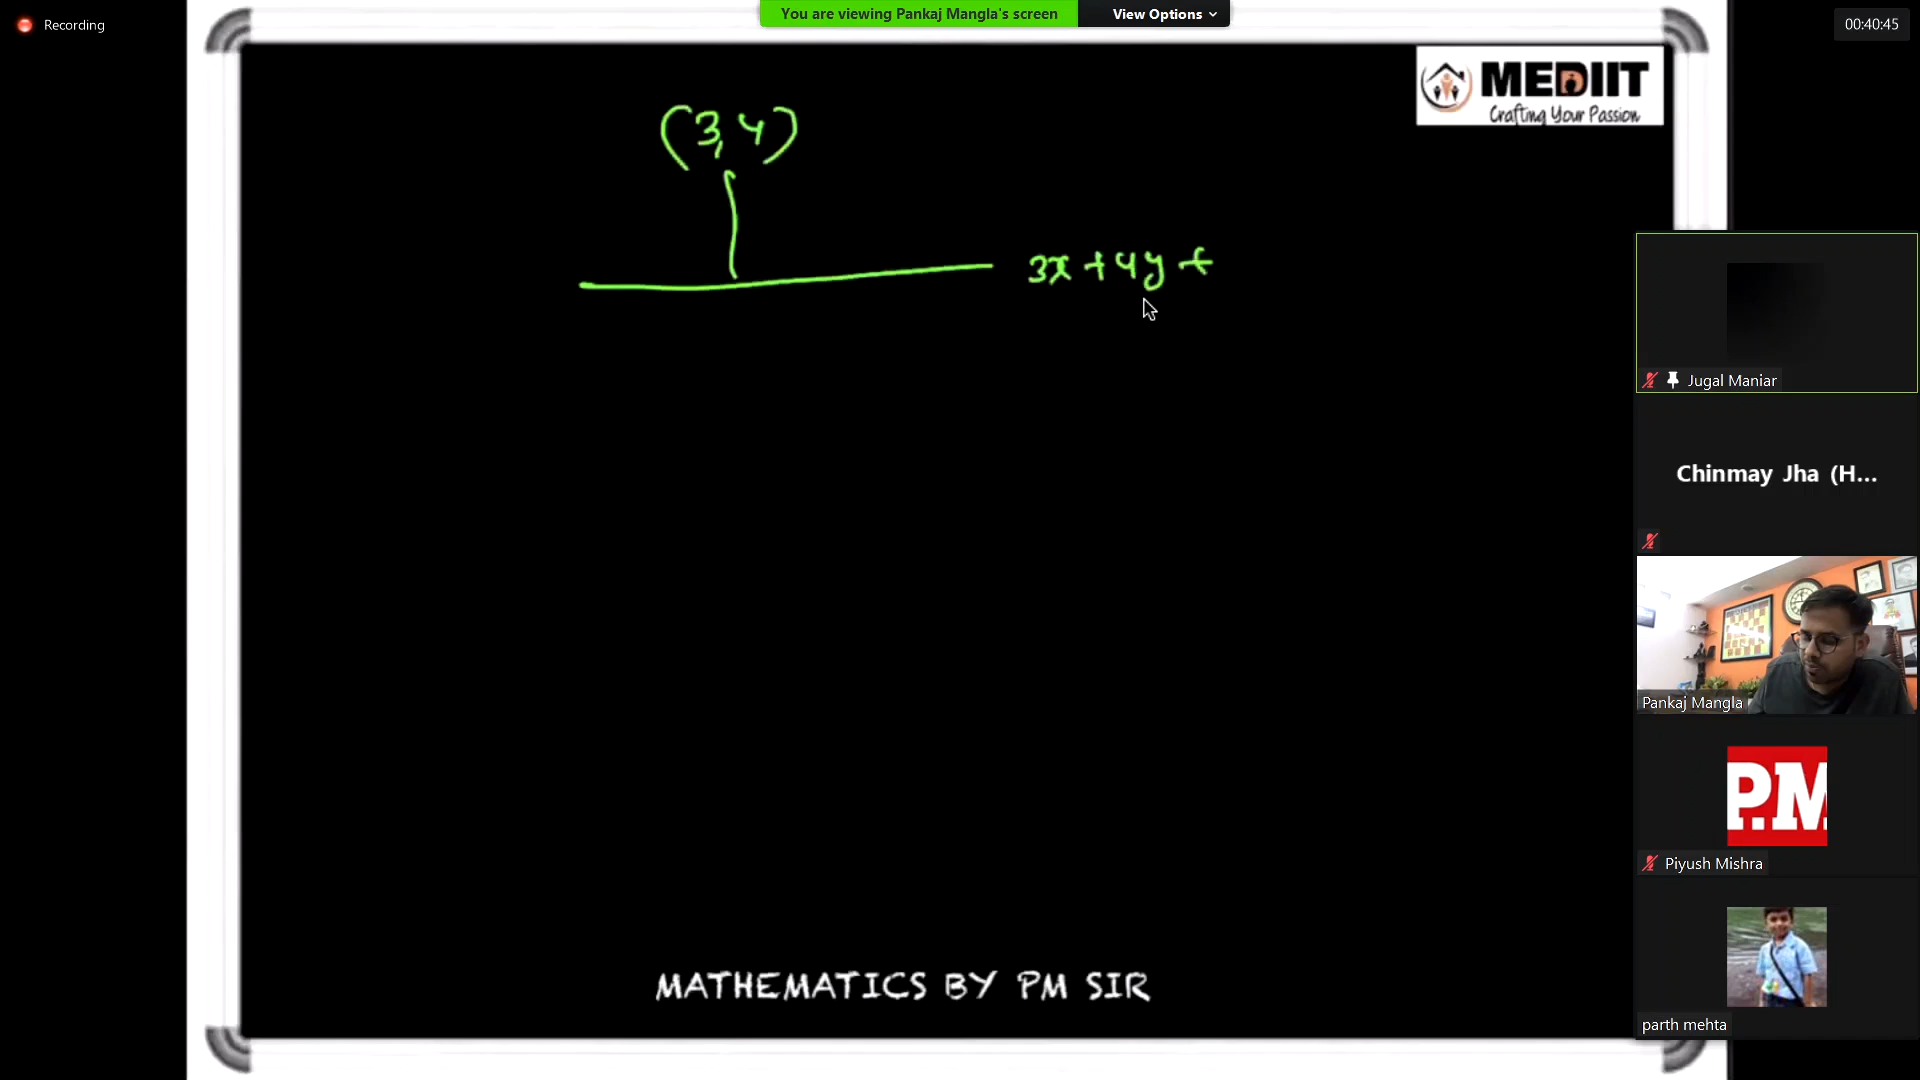 Recording
You are viewing Pankaj Mangla's screen View Options
00:40:45
MEDIIT
Crafting Your Passion
(3, 4)
3x + 4y +
Jugal Maniar
Chinmay Jha (H...
Pankaj Mangla
P.M
Piyush Mishra
parth mehta
MATHEMATICS BY PM SIR